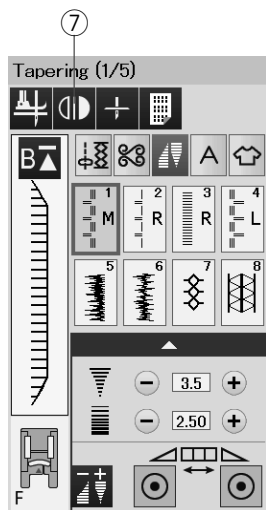 ⑦
Tapering (1/5)
B
A
1 2 3 4
M R R L
5 6 7 8
− 3.5 +
− 2.50 +
F
− +